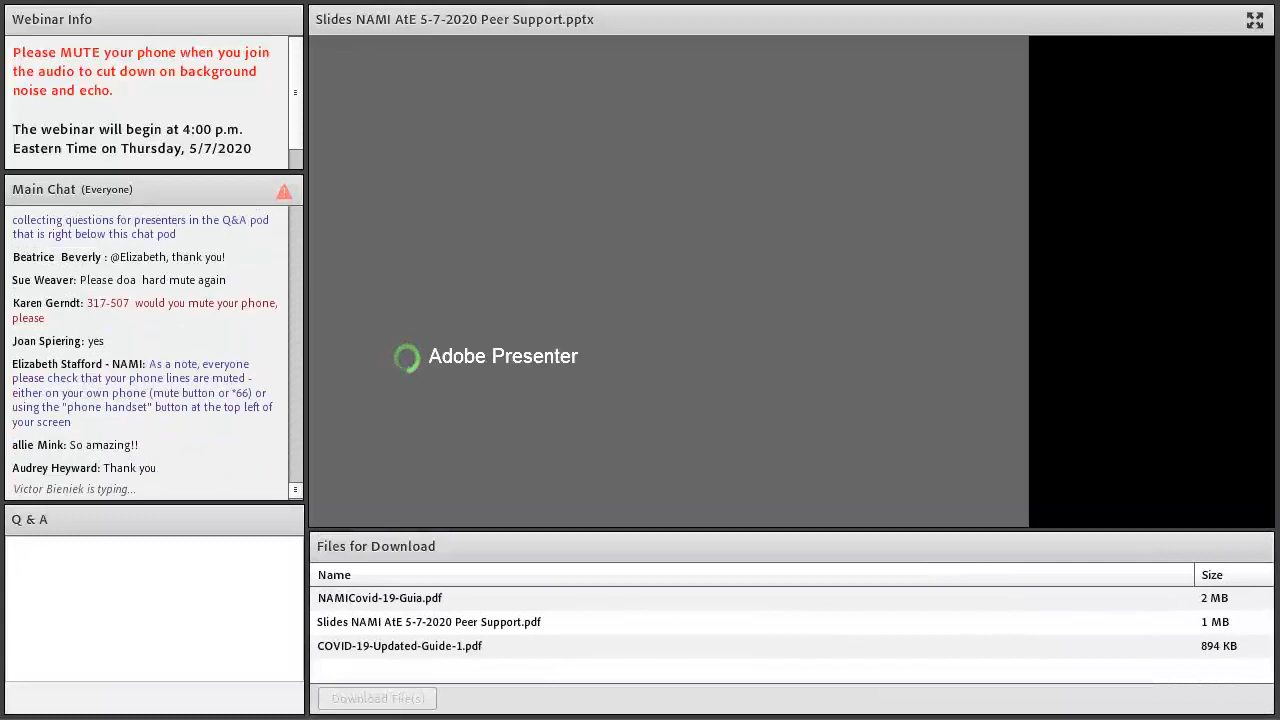 Webinar Info
Please MUTE your phone when you join
the audio to cut down on background
noise and echo.
The webinar will begin at 4:00 p.m.
Eastern Time on Thursday, 5/7/2020
Main Chat (Everyone)
collecting questions for presenters in the Q&A pod
that is right below this chat pod
Beatrice Beverly : @Elizabeth, thank you!
Sue Weaver: Please doa hard mute again
Karen Gerndt: 317-507 would you mute your phone,
please
Joan Spiering: yes
Elizabeth Stafford - NAMI: As a note, everyone
please check that your phone lines are muted -
either on your own phone (mute button or *66) or
using the "phone handset" button at the top left of
your screen
allie Mink: So amazing!!
Audrey Heyward: Thank you
Victor Bieniek is typing...
Q & A
Slides NAMI AtE 5-7-2020 Peer Support.pptx
Adobe Presenter
Files for Download
Name Size
NAMICovid-19-Guia.pdf 2 MB
Slides NAMI AtE 5-7-2020 Peer Support.pdf 1 MB
COVID-19-Updated-Guide-1.pdf 894 KB
Download File(s)